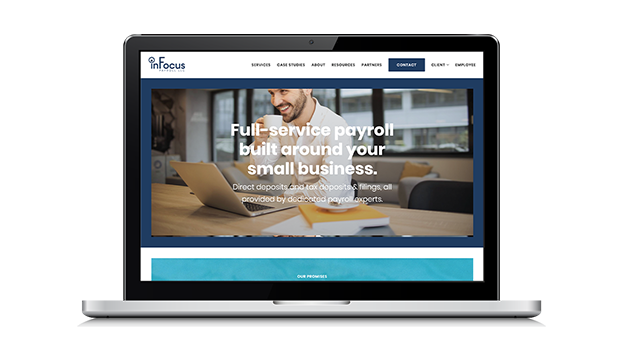 inFocus
PAYROLL LLC
SERVICES CASE STUDIES ABOUT RESOURCES PARTNERS CONTACT CLIENT EMPLOYEE
Full-service payroll
built around your
small business.
Direct deposits and tax deposits & filings, all
provided by dedicated payroll experts.
OUR PROMISES